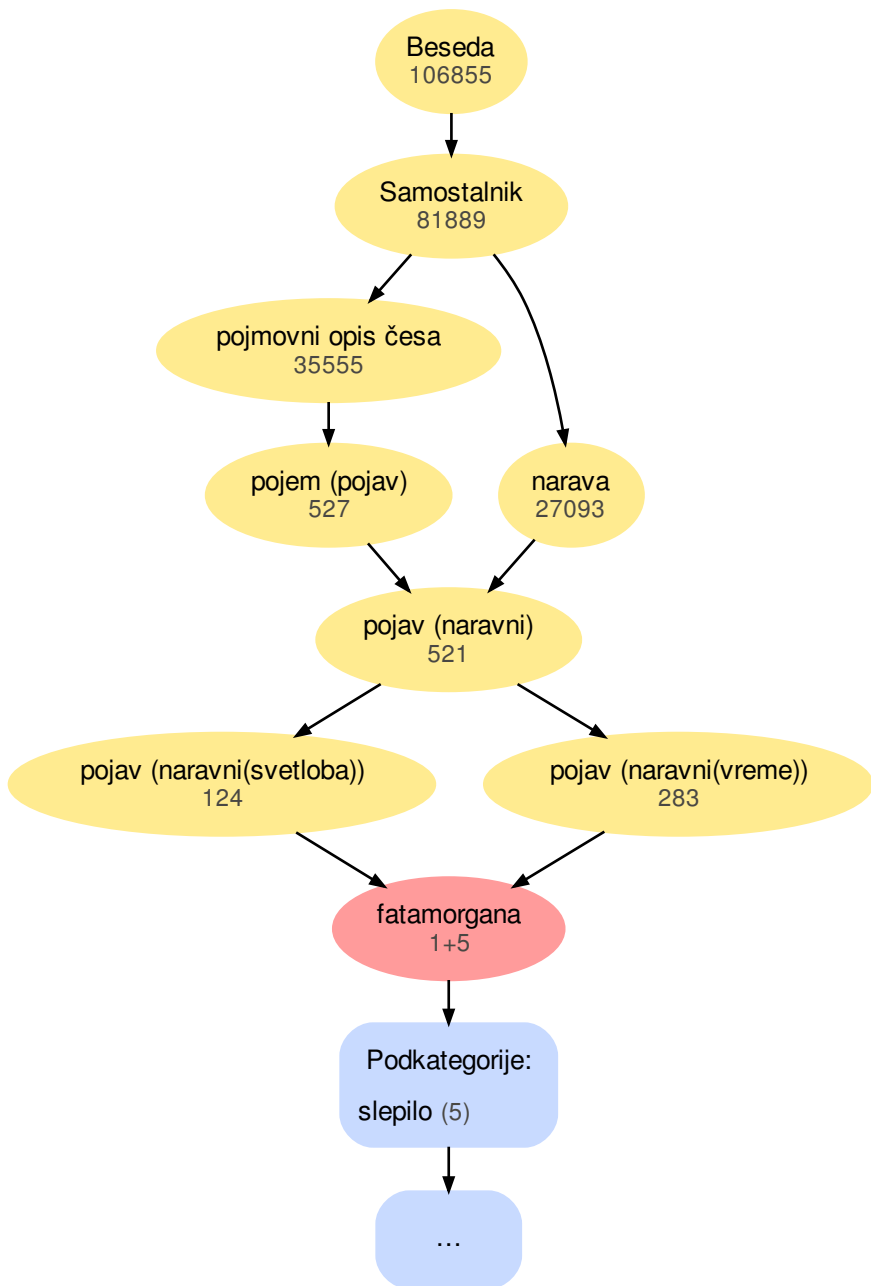 Beseda
106855
Samostalnik
81889
pojmovni opis česa
35555
pojem (pojav)
527
narava
27093
pojav (naravni)
521
pojav (naravni(svetloba))
124
pojav (naravni(vreme))
283
fatamorgana
1+5
Podkategorije:
slepilo (5)
...